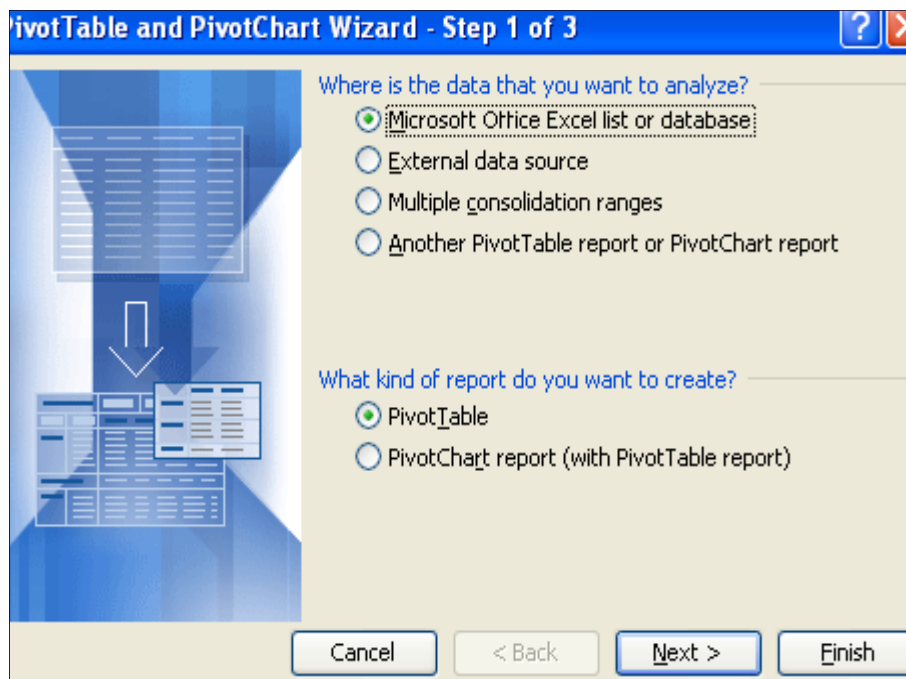 PivotTable and PivotChart Wizard - Step 1 of 3
?
Where is the data that you want to analyze?
Microsoft Office Excel list or database
External data source
Multiple consolidation ranges
Another PivotTable report or PivotChart report
What kind of report do you want to create?
PivotTable
PivotChart report (with PivotTable report)
Cancel < Back Next > Finish